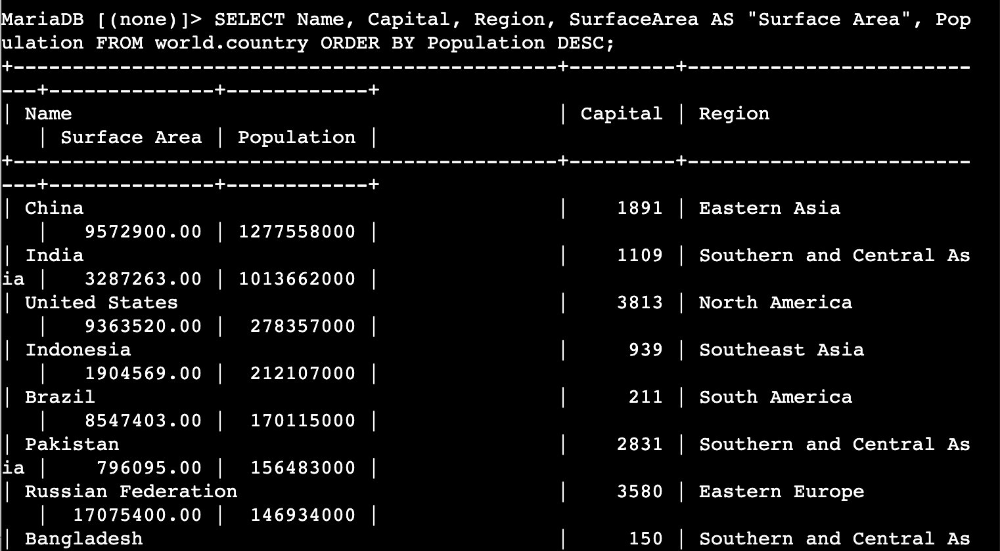 MariaDB [(none)]> SELECT Name, Capital, Region, SurfaceArea AS "Surface Area", Pop
ulation FROM world.country ORDER BY Population DESC;
+----------------------------------------------+---------+------------------------
---+--------------+------------+
| Name                                         | Capital | Region
   | Surface Area | Population |
+----------------------------------------------+---------+------------------------
---+--------------+------------+
| China                                        |    1891 | Eastern Asia
   |   9572900.00 | 1277558000 |
| India                                        |    1109 | Southern and Central As
ia |   3287263.00 | 1013662000 |
| United States                                |    3813 | North America
   |   9363520.00 |  278357000 |
| Indonesia                                    |     939 | Southeast Asia
   |   1904569.00 |  212107000 |
| Brazil                                       |     211 | South America
   |   8547403.00 |  170115000 |
| Pakistan                                     |    2831 | Southern and Central As
ia |    796095.00 |  156483000 |
| Russian Federation                           |    3580 | Eastern Europe
   |  17075400.00 |  146934000 |
| Bangladesh                                   |     150 | Southern and Central As